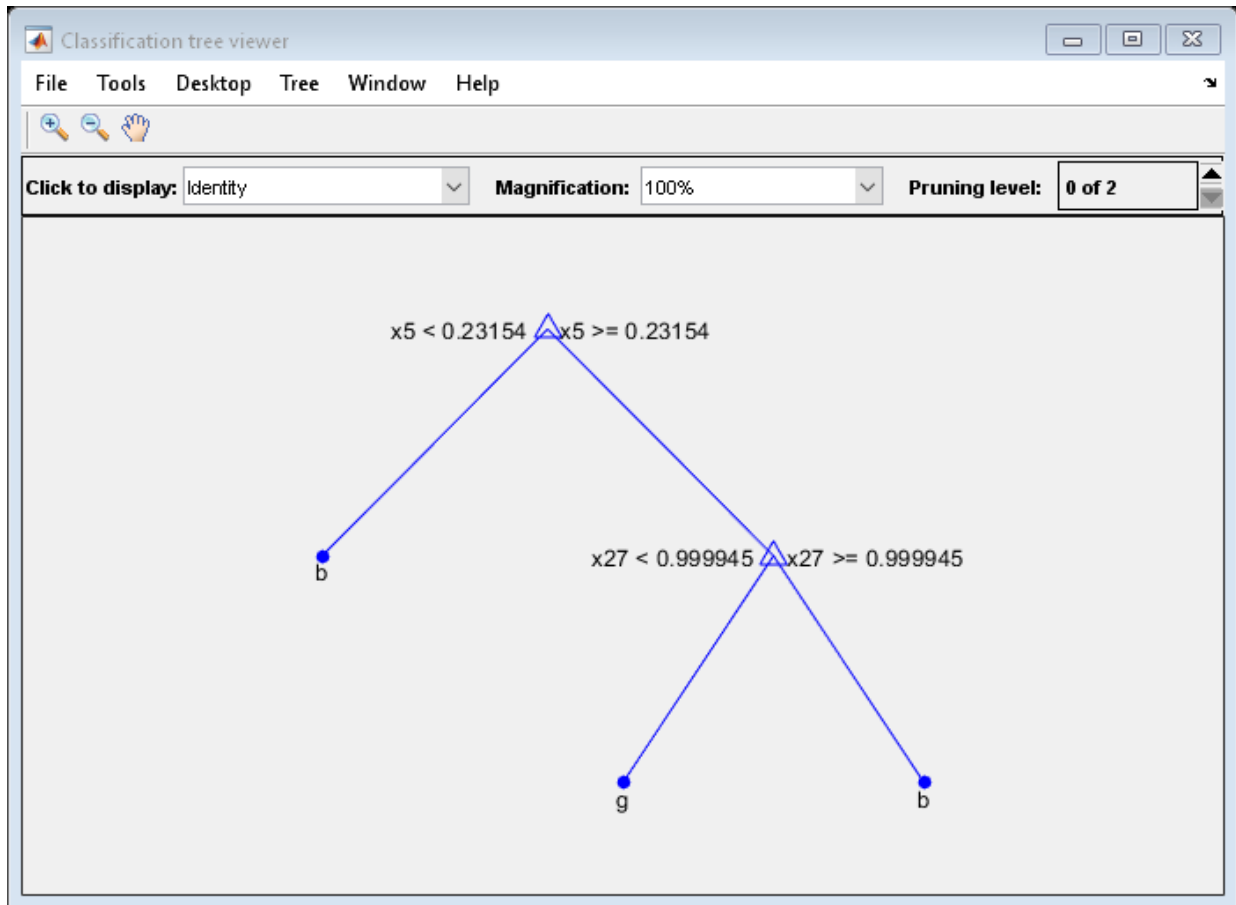 Classification tree viewer
File Tools Desktop Tree Window Help
Click to display: Identity Magnification: 100% Pruning level: 0 of 2
x5 < 0.23154 x5 >= 0.23154
b
x27 < 0.999945 x27 >= 0.999945
g
b